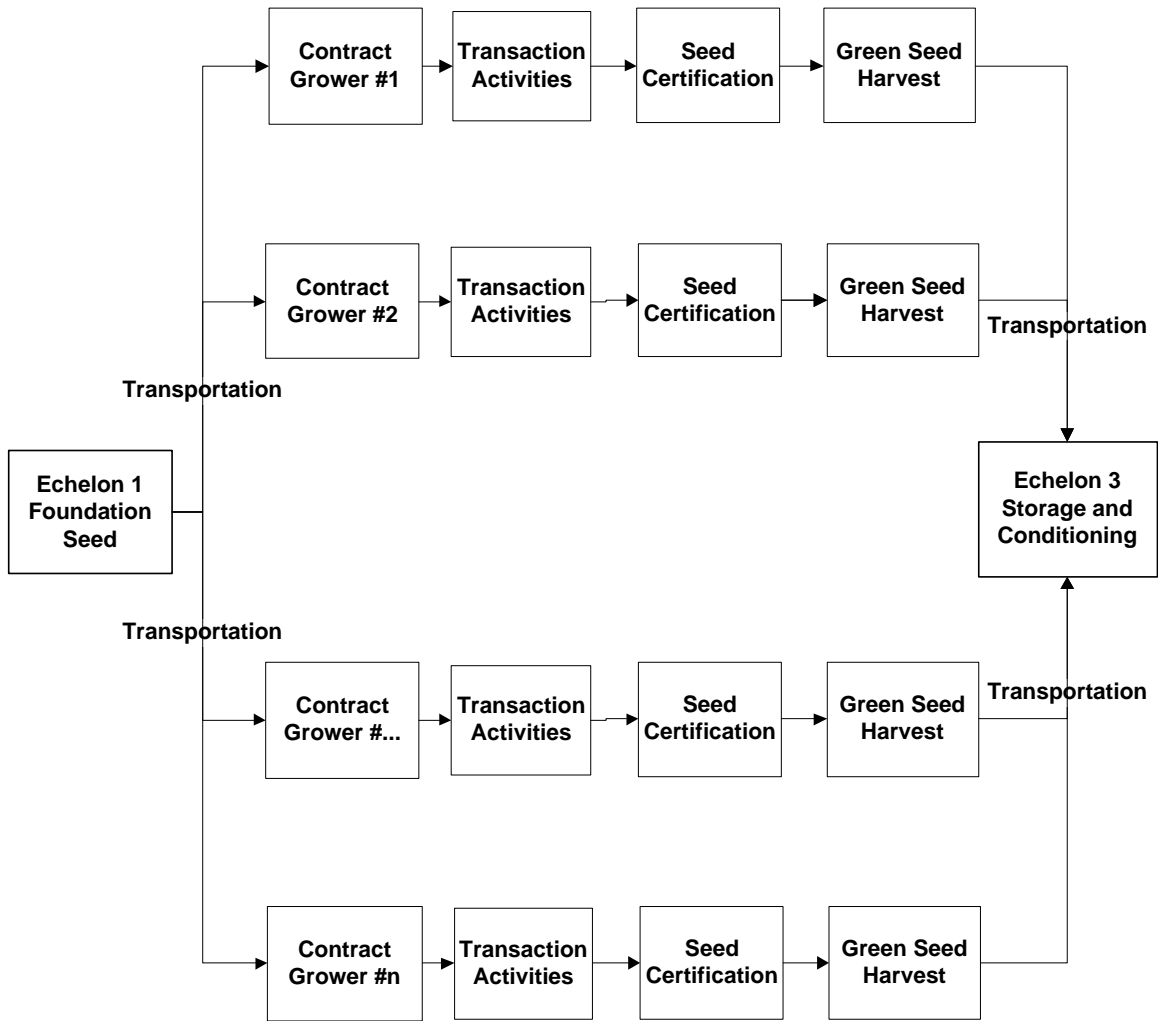 Contract
Grower #1
Transaction
Activities
Seed
Certification
Green Seed
Harvest
Contract
Grower #2
Transaction
Activities
Seed
Certification
Green Seed
Harvest
Transportation
Transportation
Echelon 1
Foundation
Seed
Echelon 3
Storage and
Conditioning
Transportation
Transportation
Contract
Grower #...
Transaction
Activities
Seed
Certification
Green Seed
Harvest
Contract
Grower #n
Transaction
Activities
Seed
Certification
Green Seed
Harvest